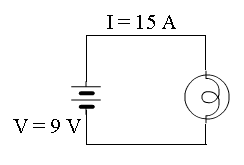 I = 15 A
V = 9 V